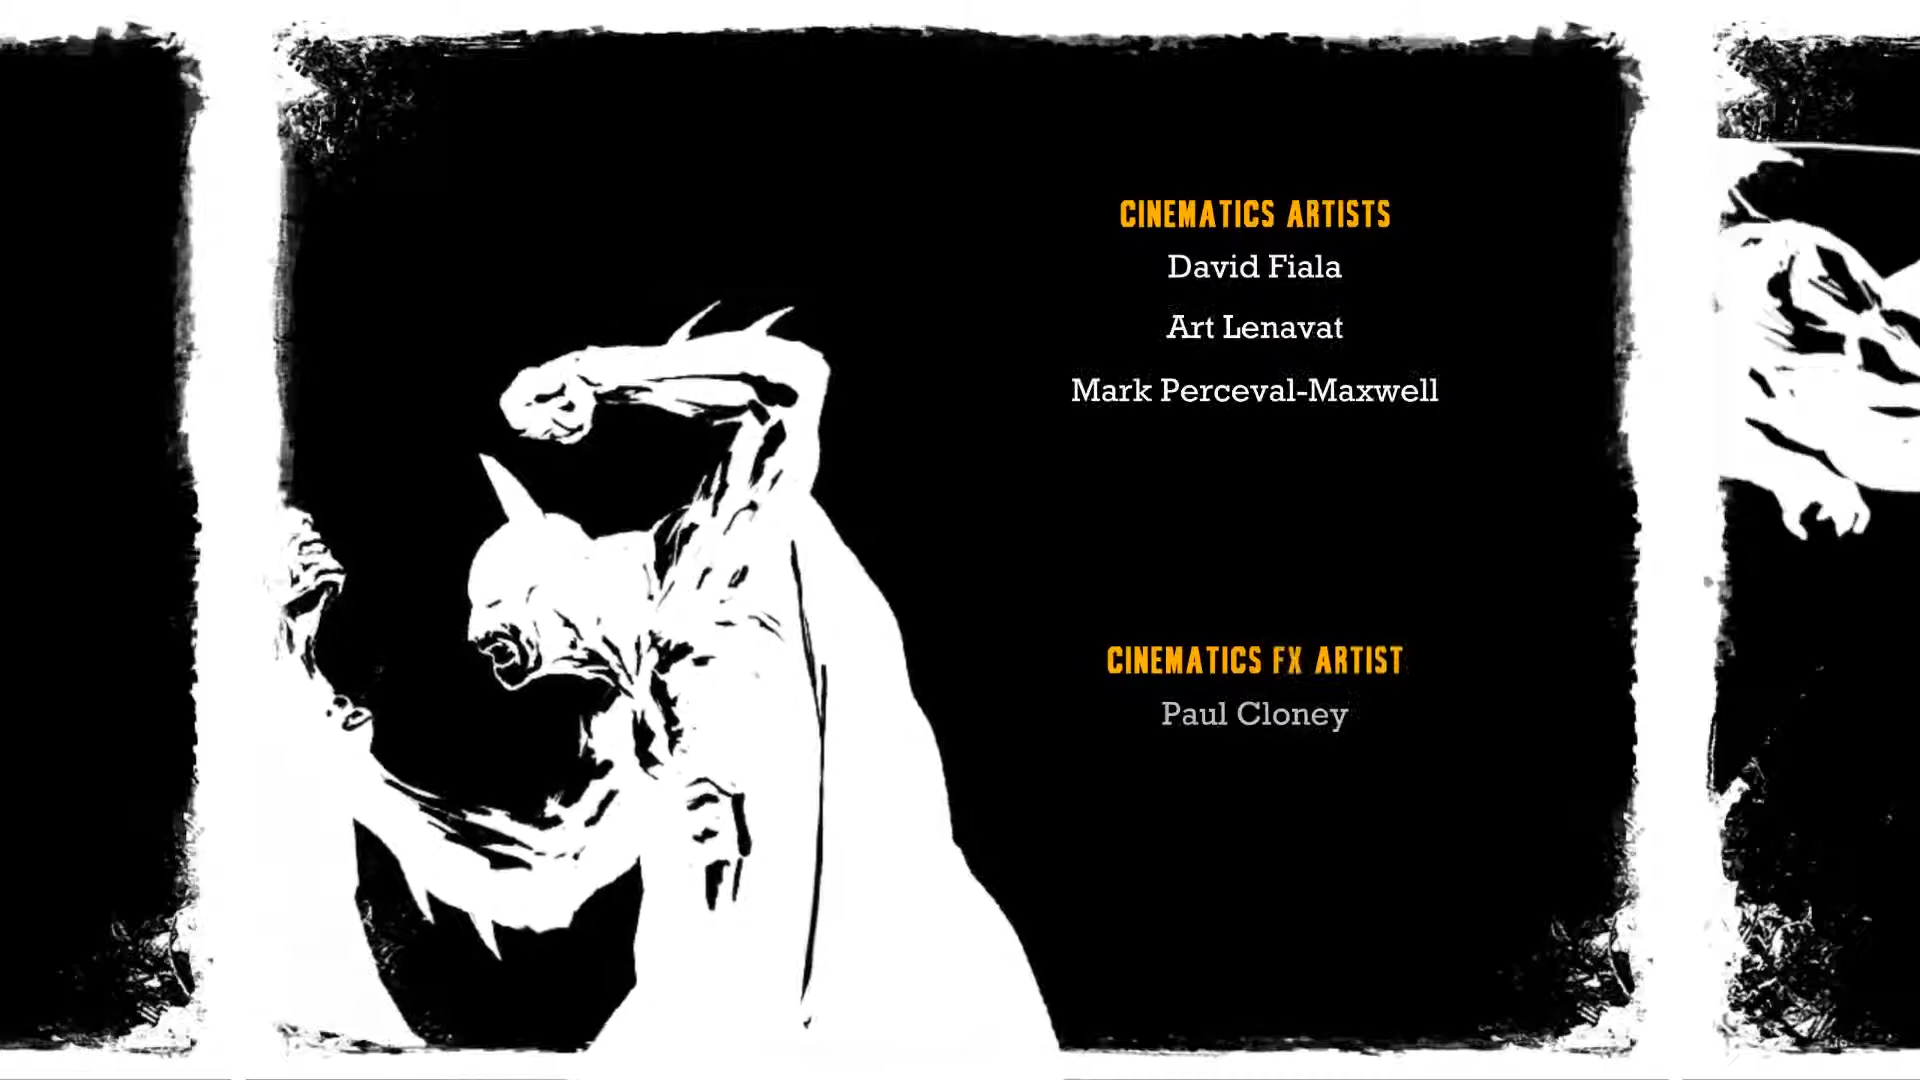 CINEMATICS ARTISTS
David Fiala
Art Lenavat
Mark Perceval-Maxwell
CINEMATICS FX ARTIST
Paul Cloney